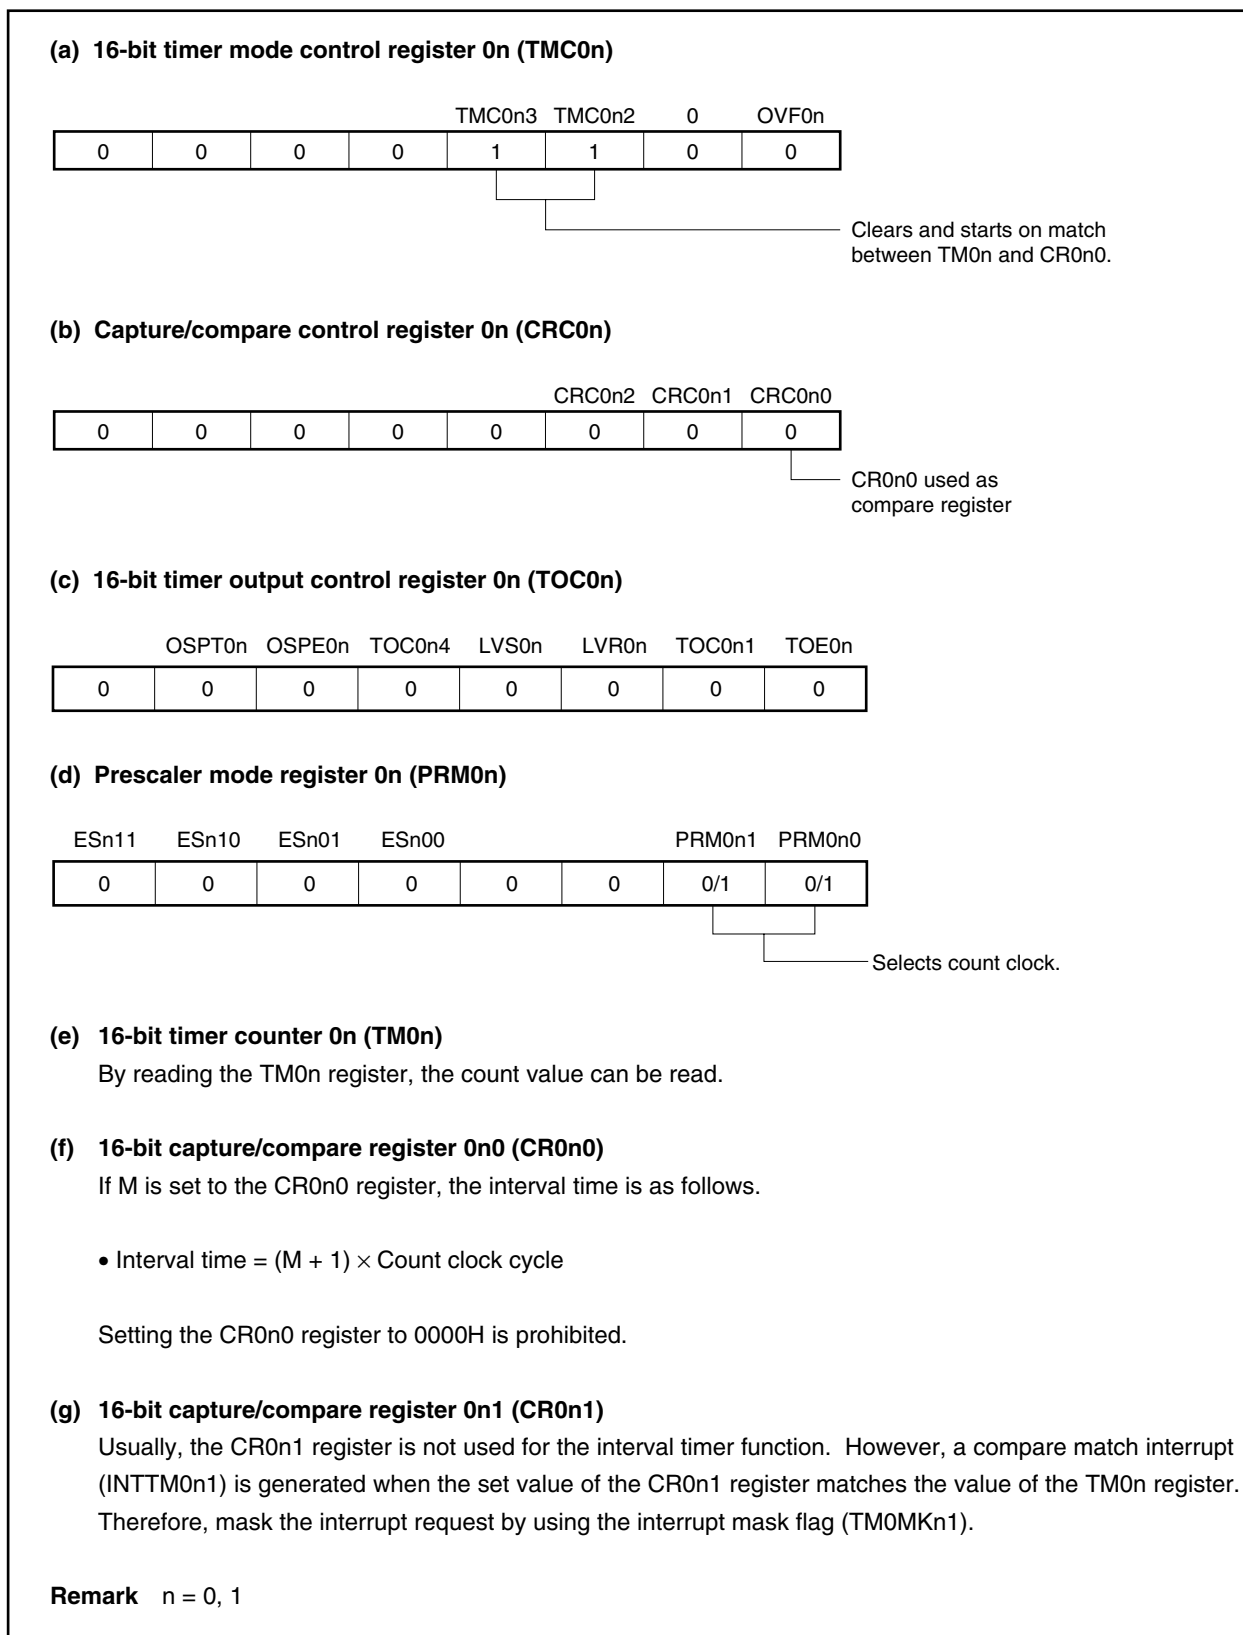 (a) 16-bit timer mode control register 0n (TMC0n)
TMC0n3 TMC0n2 0 OVF0n
0 0 0 0 1 1 0 0
Clears and starts on match
between TM0n and CR0n0.
(b) Capture/compare control register 0n (CRC0n)
CRC0n2 CRC0n1 CRC0n0
0 0 0 0 0 0 0 0
CR0n0 used as
compare register
(c) 16-bit timer output control register 0n (TOC0n)
OSPT0n OSPE0n TOC0n4 LVS0n LVR0n TOC0n1 TOE0n
0 0 0 0 0 0 0 0
(d) Prescaler mode register 0n (PRM0n)
ESn11 ESn10 ESn01 ESn00 PRM0n1 PRM0n0
0 0 0 0 0 0 0/1 0/1
Selects count clock.
(e) 16-bit timer counter 0n (TM0n)
By reading the TM0n register, the count value can be read.
(f) 16-bit capture/compare register 0n0 (CR0n0)
If M is set to the CR0n0 register, the interval time is as follows.
• Interval time = (M + 1) × Count clock cycle
Setting the CR0n0 register to 0000H is prohibited.
(g) 16-bit capture/compare register 0n1 (CR0n1)
Usually, the CR0n1 register is not used for the interval timer function. However, a compare match interrupt
(INTTM0n1) is generated when the set value of the CR0n1 register matches the value of the TM0n register.
Therefore, mask the interrupt request by using the interrupt mask flag (TM0MKn1).
Remark n = 0, 1